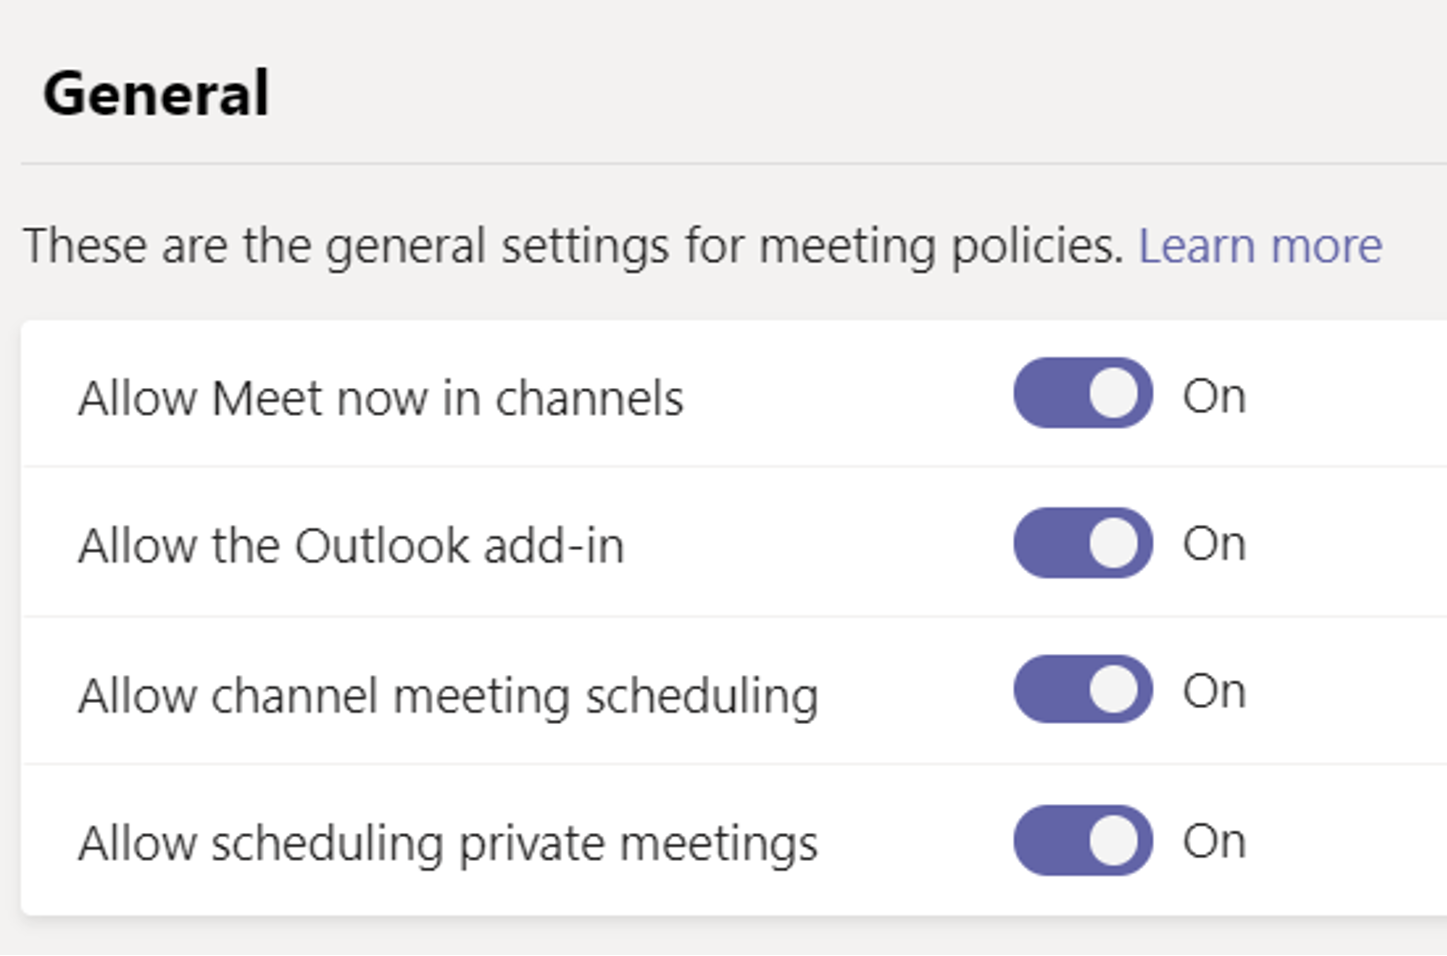 General
These are the general settings for meeting policies. Learn more
Allow Meet now in channels On
Allow the Outlook add-in On
Allow channel meeting scheduling On
Allow scheduling private meetings On